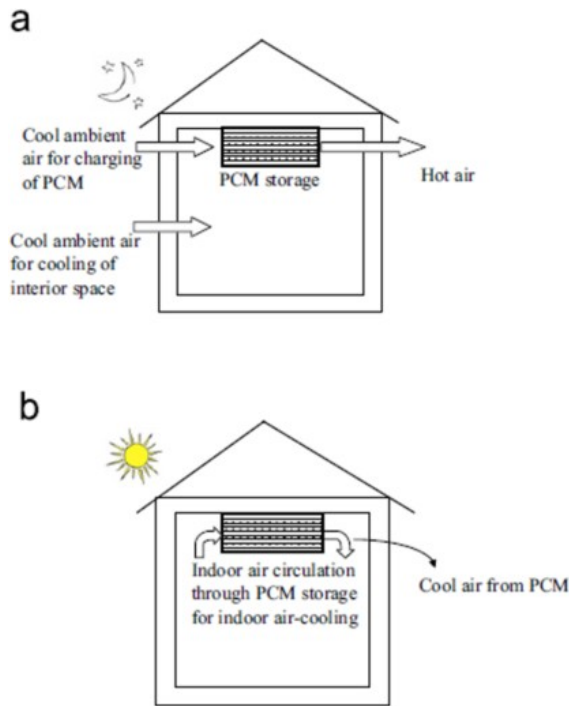 a
Cool ambient
air for charging
of PCM
PCM storage
Hot air
Cool ambient air
for cooling of
interior space
b
Indoor air circulation
through PCM storage
for indoor air-cooling
Cool air from PCM